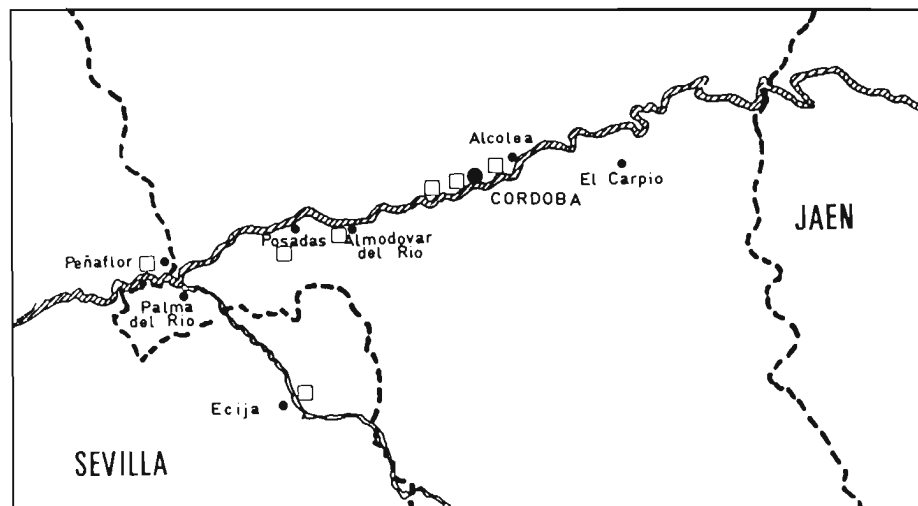 Alcolea
El Carpio
CORDOBA
JAEN
Posadas
Almodovar
del Rio
Peñaflor
Palma
del Rio
Ecija
SEVILLA